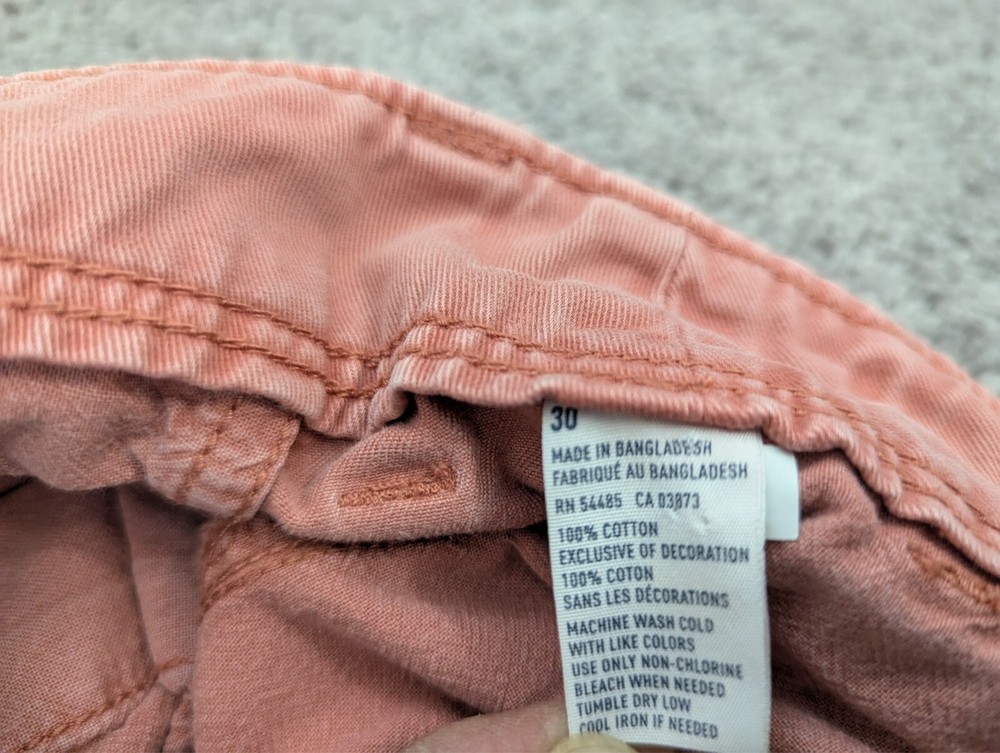 30
MADE IN BANGLADESH
FABRIQUÉ AU BANGLADESH
RN 54485 CA 03873
100% COTTON
EXCLUSIVE OF DECORATION
100% COTON
SANS LES DÉCORATIONS
MACHINE WASH COLD
WITH LIKE COLORS
USE ONLY NON-CHLORINE
BLEACH WHEN NEEDED
TUMBLE DRY LOW
COOL IRON IF NEEDED